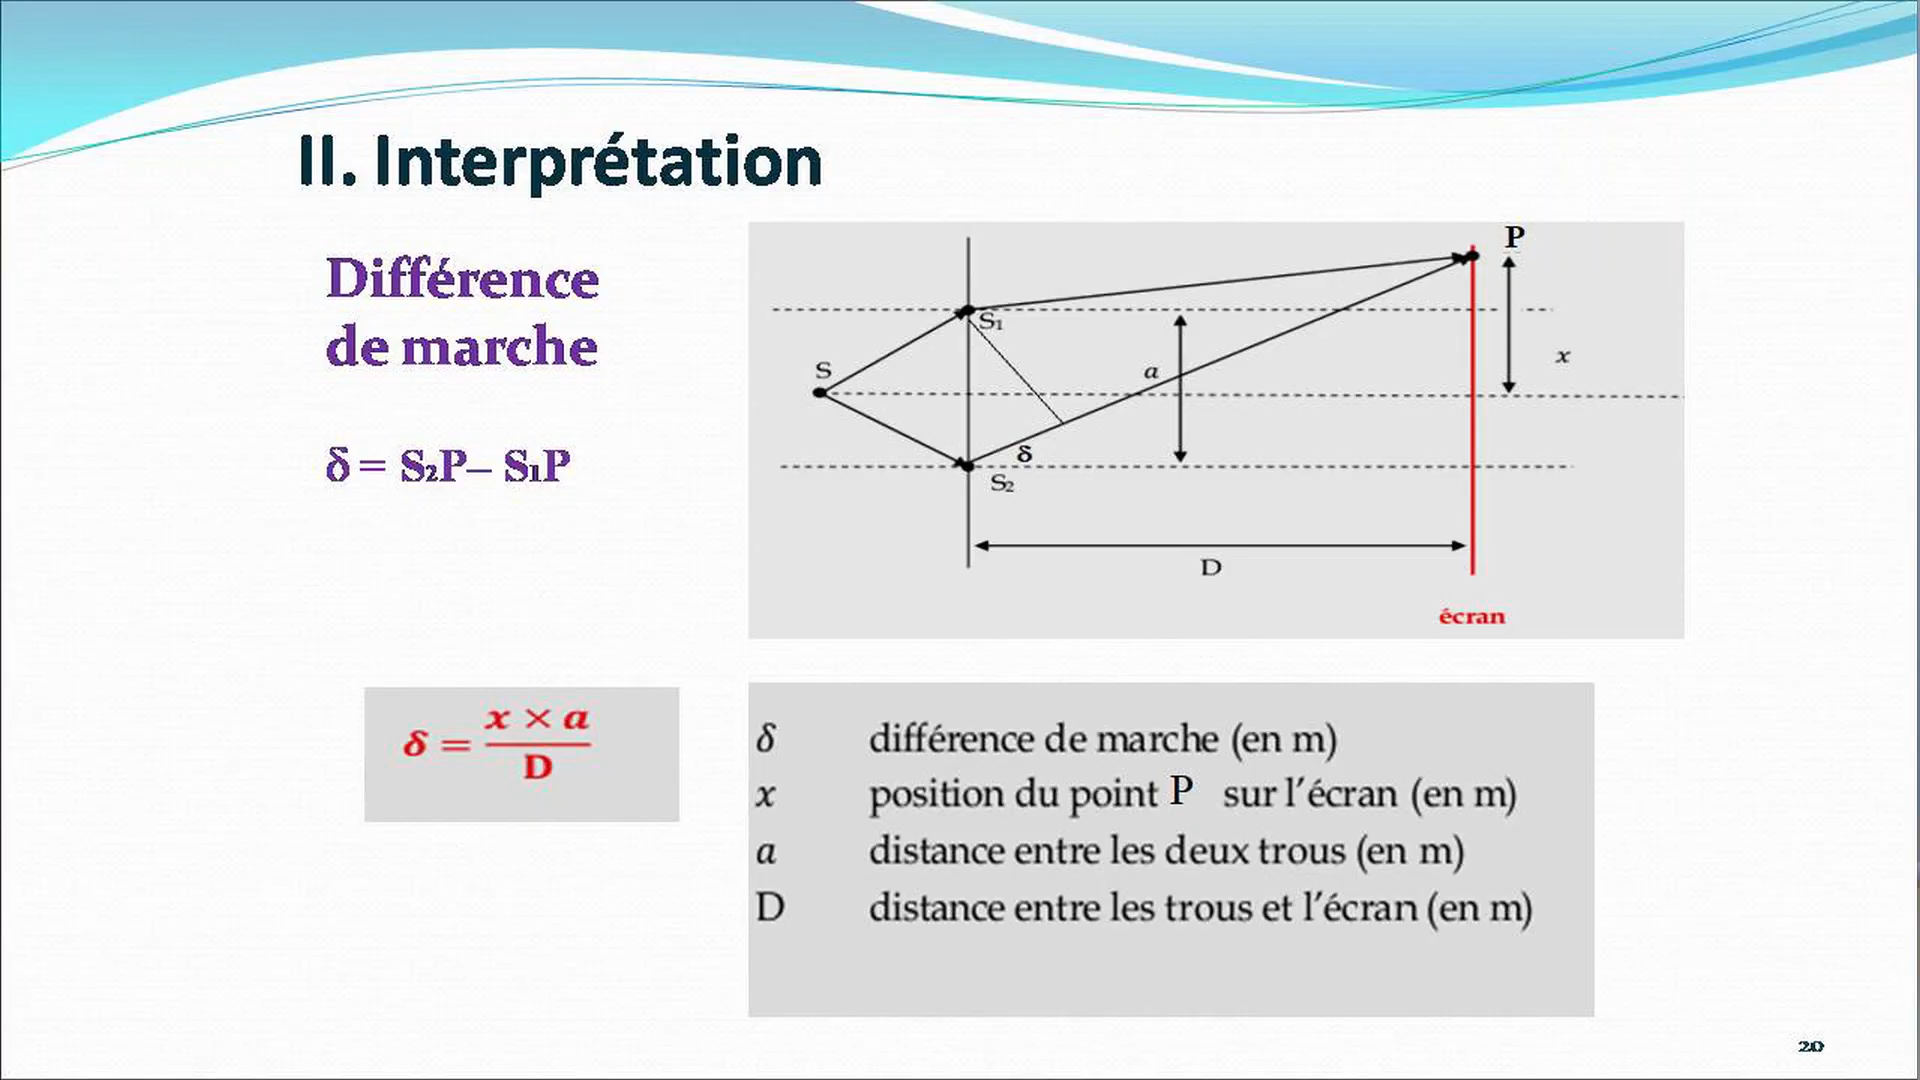 II. Interprétation
Différence
de marche
δ = S₂P– S₁P
P
S₁
S
a
x
δ
S₂
D
écran
δ = x × a / D
δ différence de marche (en m)
x position du point P sur l’écran (en m)
a distance entre les deux trous (en m)
D distance entre les trous et l’écran (en m)
20